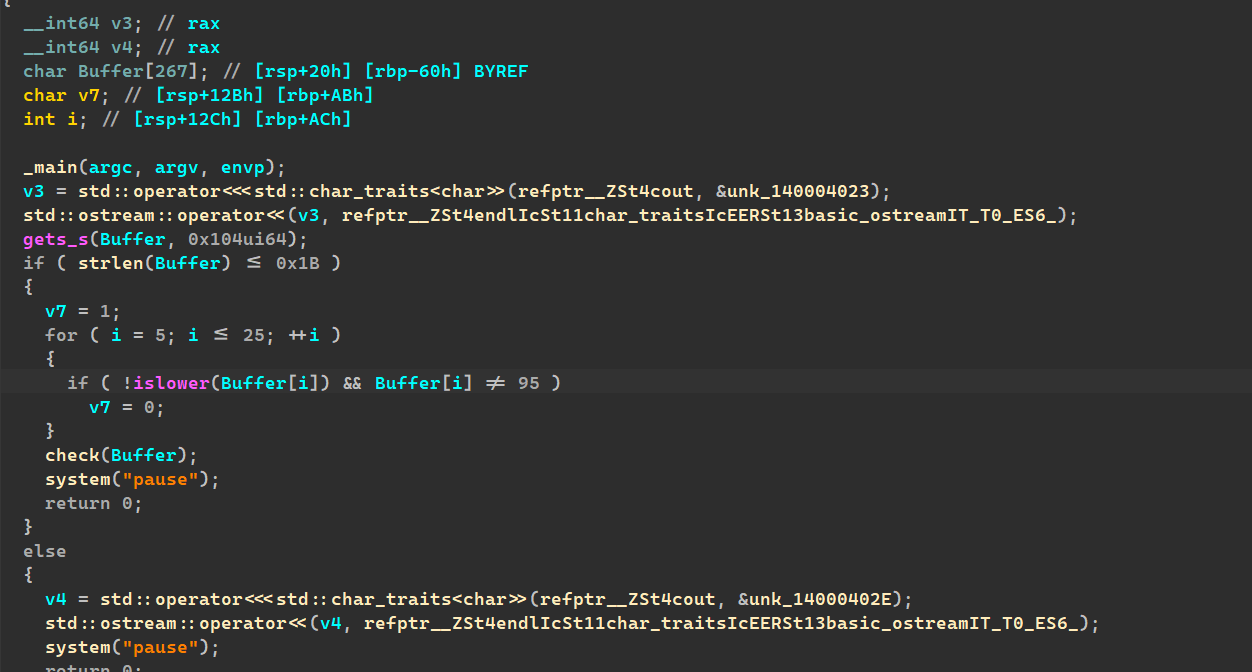 {
__int64 v3; // rax
__int64 v4; // rax
char Buffer[267]; // [rsp+20h] [rbp-60h] BYREF
char v7; // [rsp+12Bh] [rbp+ABh]
int i; // [rsp+12Ch] [rbp+ACh]
_main(argc, argv, envp);
v3 = std::operator<<<std::char_traits<char>>(refptr__ZSt4cout, &unk_140004023);
std::ostream::operator<<(v3, refptr__ZSt4endlIcSt11char_traitsIcEERSt13basic_ostreamIT_T0_ES6_);
gets_s(Buffer, 0x104ui64);
if ( strlen(Buffer) <= 0x1B )
{
v7 = 1;
for ( i = 5; i <= 25; ++i )
{
if ( !islower(Buffer[i]) && Buffer[i] != 95 )
v7 = 0;
}
check(Buffer);
system("pause");
return 0;
}
else
{
v4 = std::operator<<<std::char_traits<char>>(refptr__ZSt4cout, &unk_14000402E);
std::ostream::operator<<(v4, refptr__ZSt4endlIcSt11char_traitsIcEERSt13basic_ostreamIT_T0_ES6_);
system("pause");
return 0;